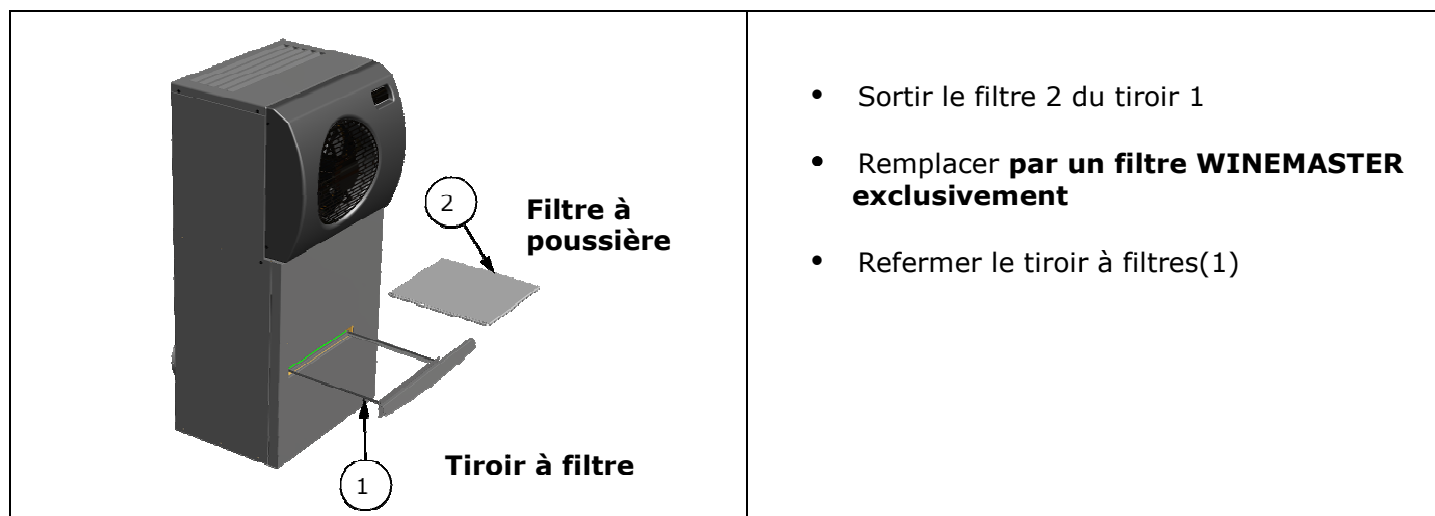 2
Filtre à
poussière
Tiroir à filtre
1
• Sortir le filtre 2 du tiroir 1
• Remplacer par un filtre WINEMASTER
exclusivement
• Refermer le tiroir à filtres(1)